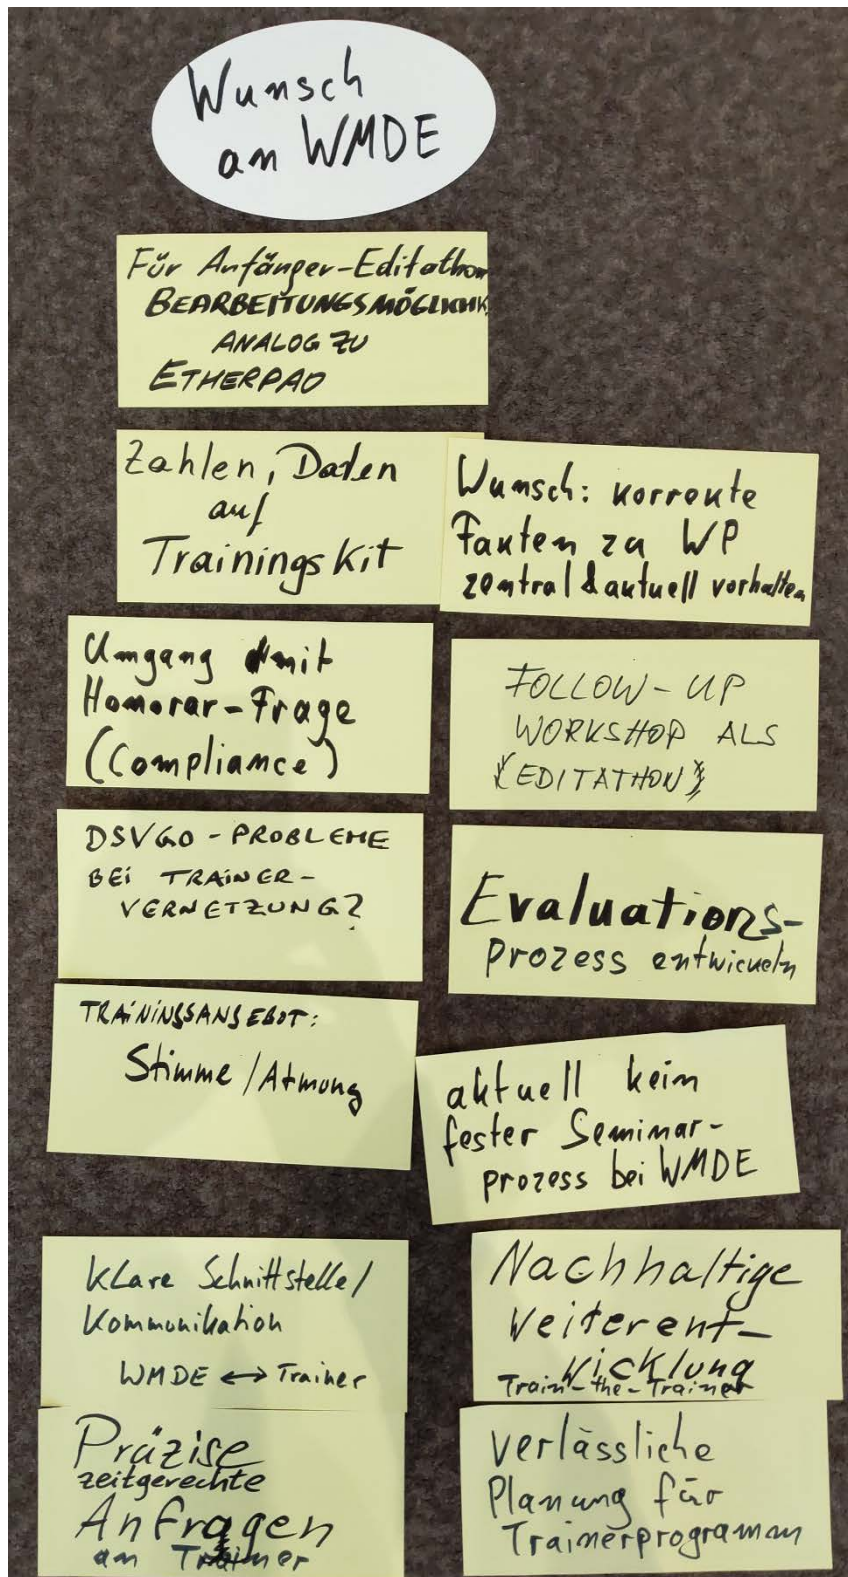 Wunsch
an WMDE
Für Anfänger-Editathon
BEARBEITUNGSMÖGLICHK.
ANALOG ZU
ETHERPAD
Zahlen, Daten
auf
Trainingskit
Wunsch: korrekte
Fakten zu WP
zentral & aktuell vorhalten
Umgang mit
Honorar-Frage
(Compliance)
FOLLOW-UP
WORKSHOP ALS
(EDITATHON)
DSVGO-PROBLEME
BEI TRAINER-
VERNETZUNG?
Evaluations-
prozess entwickeln
TRAININGSANGEBOT:
Stimme/Atmung
aktuell kein
fester Seminar-
prozess bei WMDE
Klare Schnittstelle/
Kommunikation
WMDE ↔ Trainer
Nachhaltige
Weiterent-
wicklung
Train-the-Trainer
Präzise
zeitgerechte
Anfragen
an Trainer
Verlässliche
Planung für
Trainerprogramm